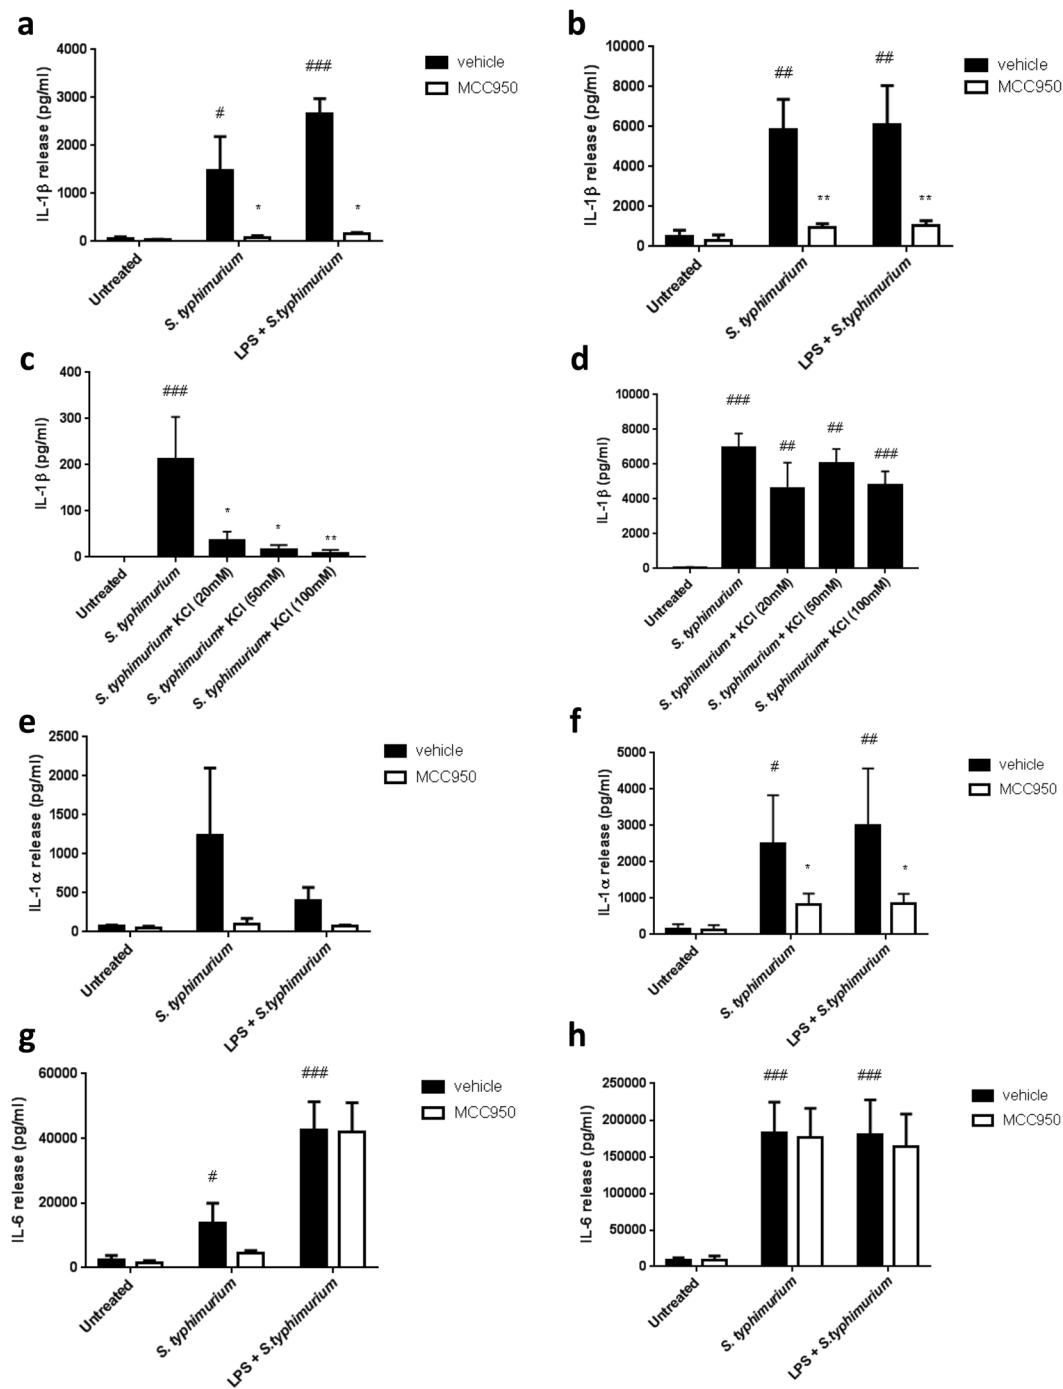 a
IL-1β release (pg/ml)
4000
3000
2000
1000
0
#
*
###
*
vehicle
MCC950
Untreated
S. typhimurium
LPS + S.typhimurium
b
IL-1β release (pg/ml)
10000
8000
6000
4000
2000
0
##
**
##
**
vehicle
MCC950
Untreated
S. typhimurium
LPS + S.typhimurium
c
IL-1β (pg/ml)
400
300
200
100
0
###
*
*
**
Untreated
S. typhimurium
S. typhimurium+ KCl (20mM)
S. typhimurium+ KCl (50mM)
S. typhimurium+ KCl (100mM)
d
IL-1β (pg/ml)
10000
8000
6000
4000
2000
0
###
##
##
###
Untreated
S. typhimurium
S. typhimurium + KCl (20mM)
S. typhimurium + KCl (50mM)
S. typhimurium+ KCl (100mM)
e
IL-1α release (pg/ml)
2500
2000
1500
1000
500
0
vehicle
MCC950
Untreated
S. typhimurium
LPS + S.typhimurium
f
IL-1α release (pg/ml)
5000
4000
3000
2000
1000
0
#
*
##
*
vehicle
MCC950
Untreated
S. typhimurium
LPS + S.typhimurium
g
IL-6 release (pg/ml)
60000
40000
20000
0
#
###
vehicle
MCC950
Untreated
S. typhimurium
LPS + S.typhimurium
h
IL-6 release (pg/ml)
250000
200000
150000
100000
50000
0
###
###
vehicle
MCC950
Untreated
S. typhimurium
LPS + S.typhimurium